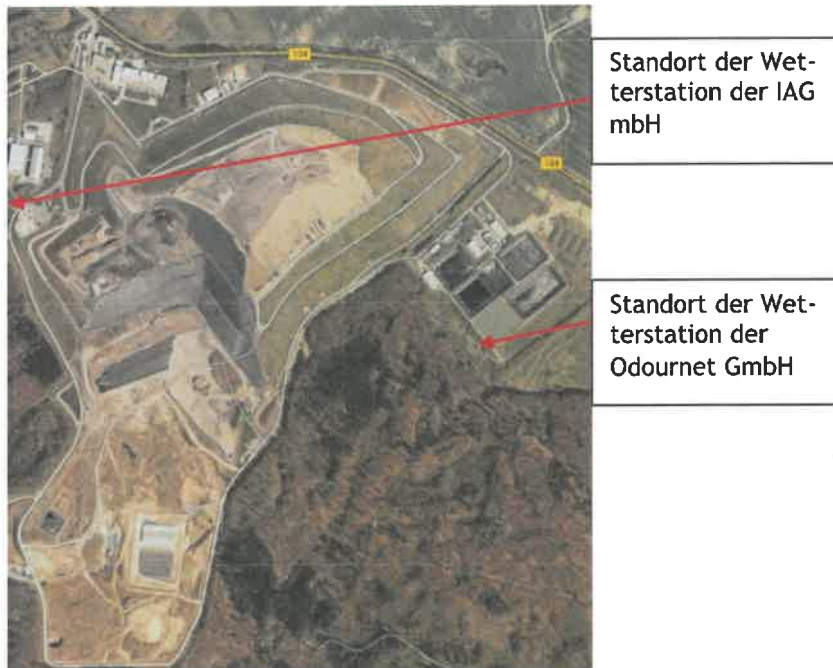 104
104
Standort der Wet-
terstation der IAG
mbH
Standort der Wet-
terstation der
Odournet GmbH